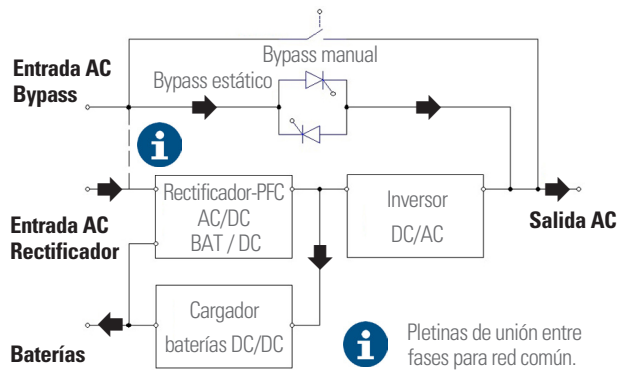 Bypass manual
Entrada AC
Bypass
Bypass estático
i
Rectificador-PFC
AC/DC
BAT / DC
Inversor
DC/AC
Entrada AC
Rectificador
Salida AC
Cargador
baterías DC/DC
Baterías
i
Pletinas de unión entre
fases para red común.